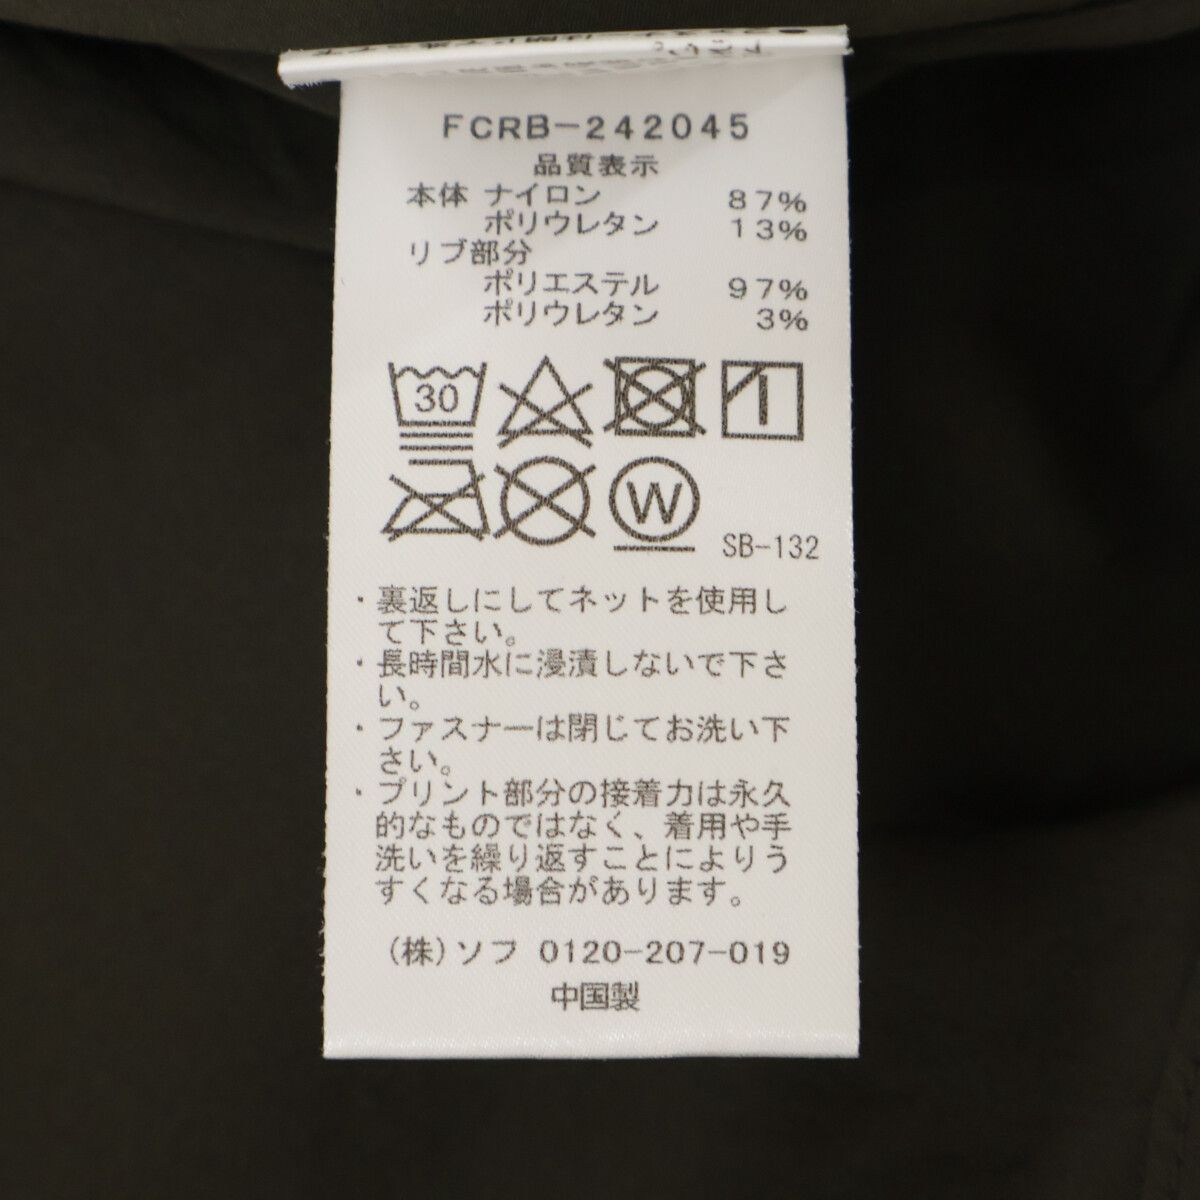 FCRB-242045
品質表示
本体 ナイロン 87%
ポリウレタン 13%
リブ部分
ポリエステル 97%
ポリウレタン 3%
30
W
SB-132
・裏返しにしてネットを使用し
て下さい。
・長時間水に浸漬しないで下さ
い。
・ファスナーは閉じてお洗い下
さい。
・プリント部分の接着力は永久
的なものではなく、着用や手
洗いを繰り返すことによりう
すくなる場合があります。
(株)ソフ 0120-207-019
中国製